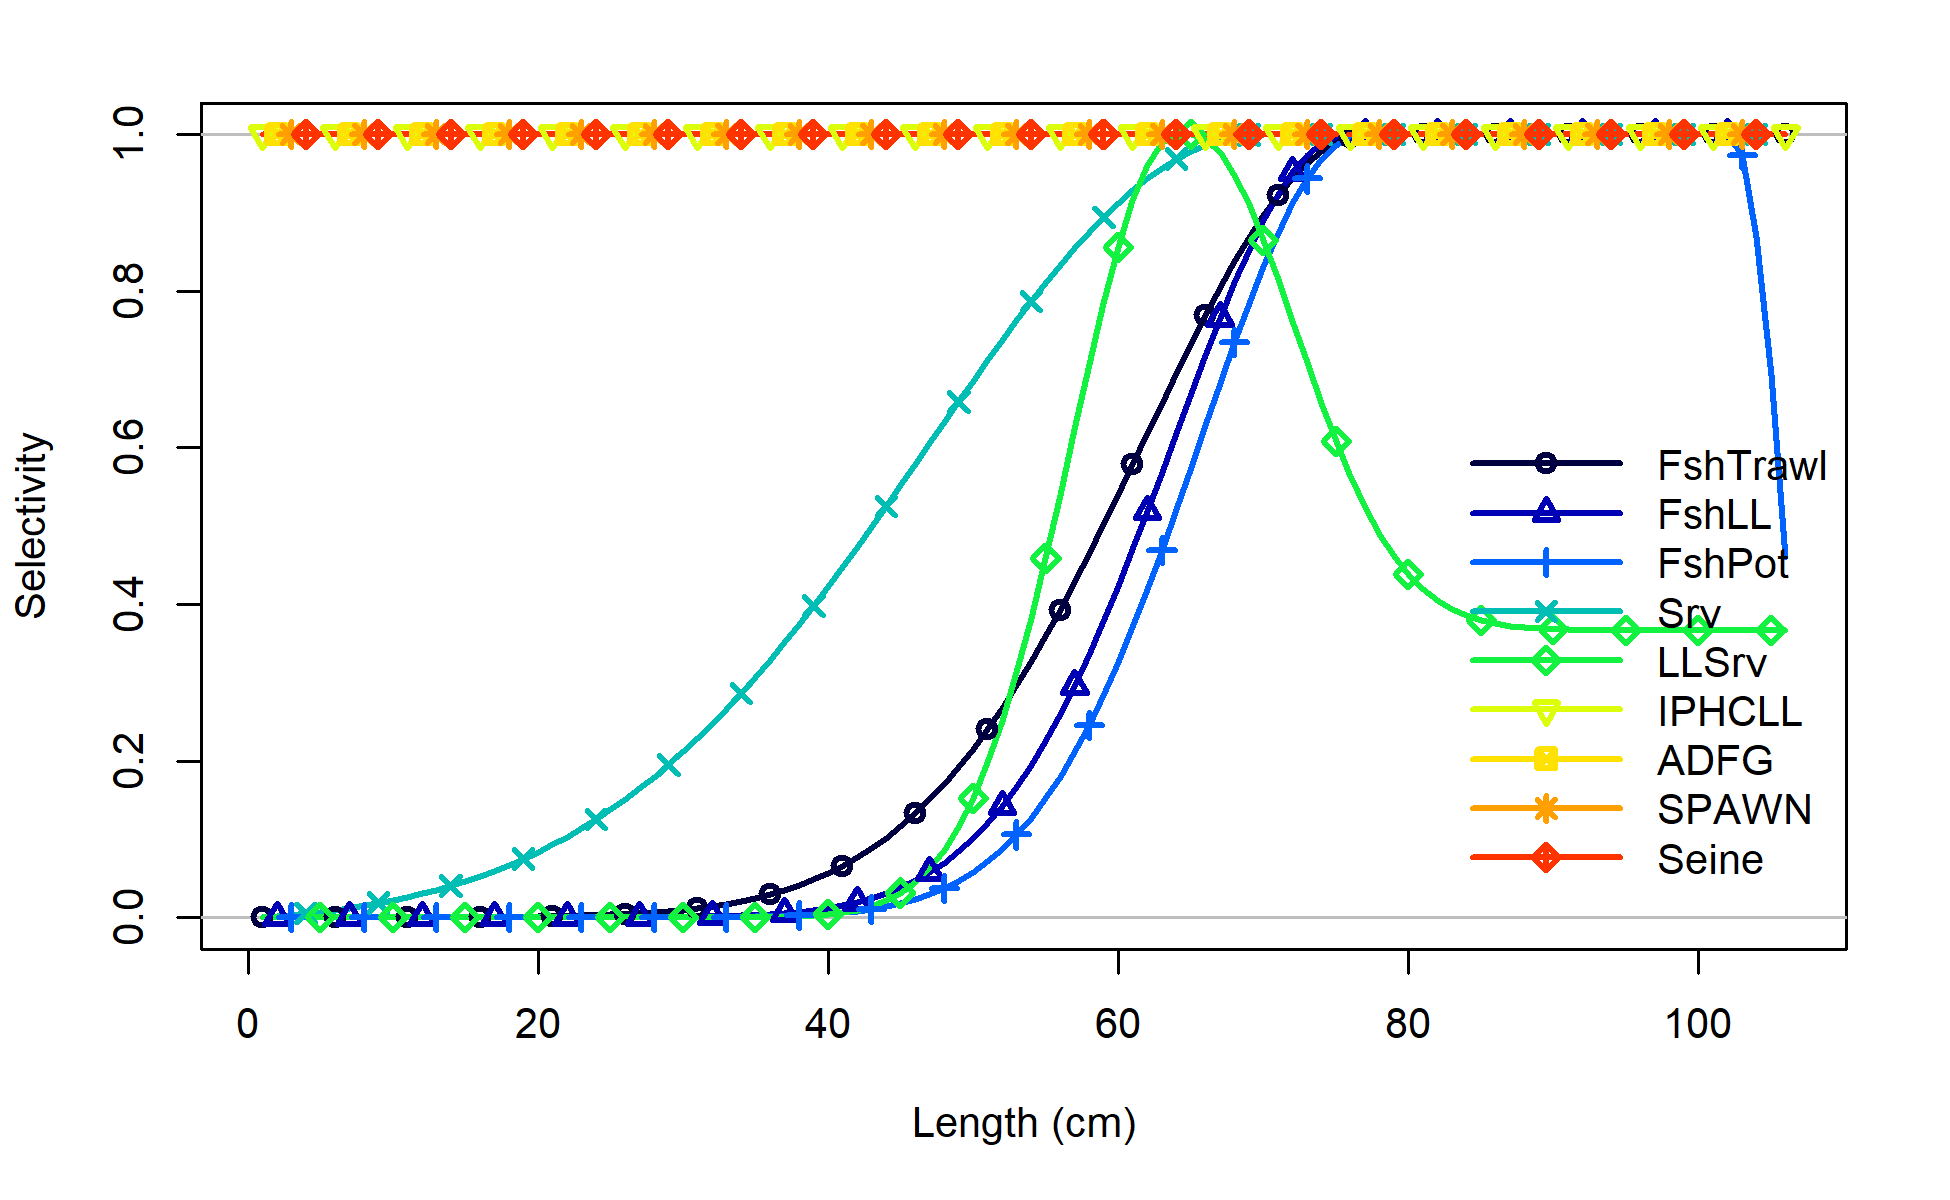 1.0
0.8
0.6
0.4
0.2
0.0
Selectivity
FshTrawl
FshLL
FshPot
Srv
LLSrv
IPHCLL
ADFG
SPAWN
Seine
0 20 40 60 80 100
Length (cm)